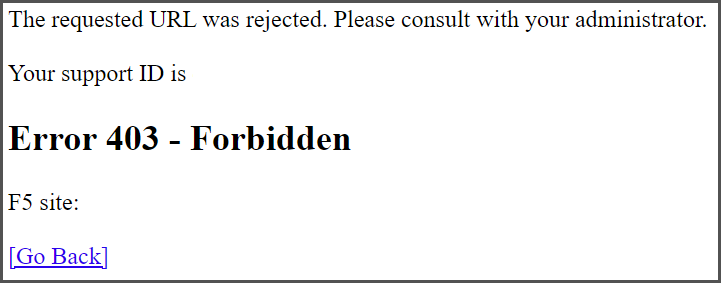 The requested URL was rejected. Please consult with your administrator.
Your support ID is
Error 403 - Forbidden
F5 site:
[Go Back]